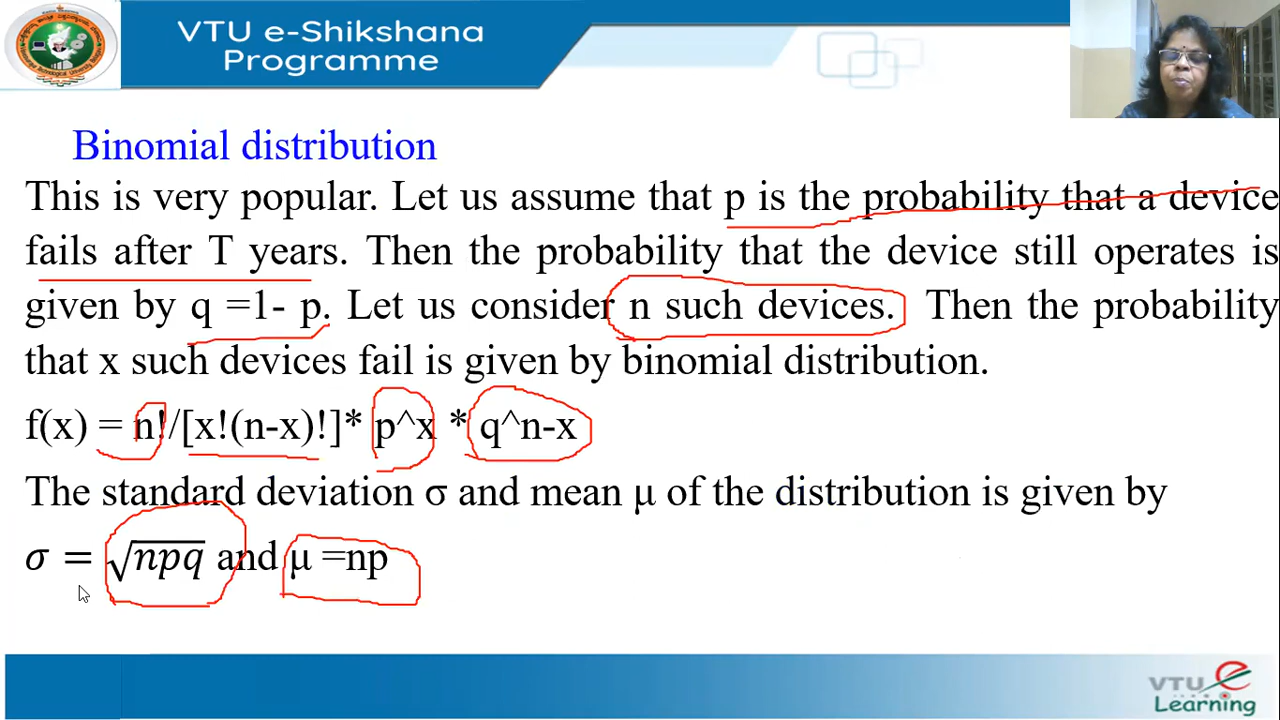 VTU e-Shikshana
Programme
Binomial distribution
This is very popular. Let us assume that p is the probability that a device
fails after T years. Then the probability that the device still operates is
given by q =1- p. Let us consider n such devices. Then the probability
that x such devices fail is given by binomial distribution.
f(x) = n!/[x!(n-x)!]* p^x * q^n-x
The standard deviation σ and mean μ of the distribution is given by
σ = √npq and μ =np
VTU e
Learning